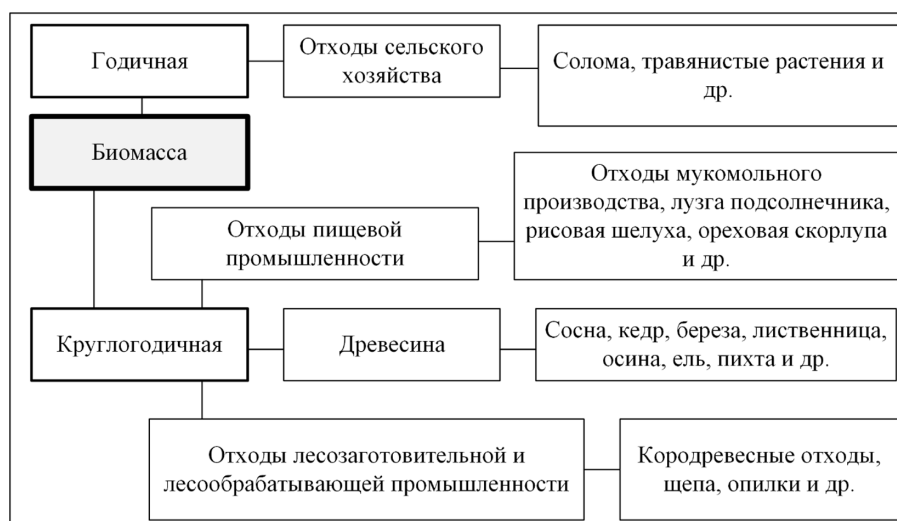 Годичная
Отходы сельского
хозяйства
Солома, травянистые растения и
др.
Биомасса
Отходы пищевой
промышленности
Отходы мукомольного
производства, лузга подсолнечника,
рисовая шелуха, ореховая скорлупа
и др.
Круглогодичная
Древесина
Сосна, кедр, береза, лиственница,
осина, ель, пихта и др.
Отходы лесозаготовительной и
лесообрабатывающей промышленности
Кородревесные отходы,
щепа, опилки и др.